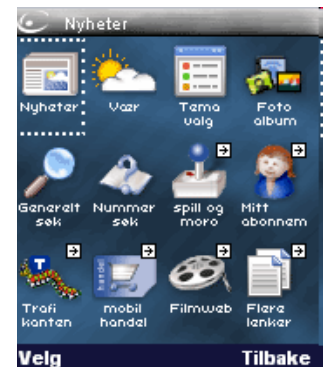 Nyheter
Nyheter
Vær
Tema
valg
Foto
album
Generelt
søk
Nummer
søk
spill og
moro
Mitt
abonnem
T
Trafi
kanten
handel
mobil
handel
Filmweb
Flere
lenker
Velg
Tilbake